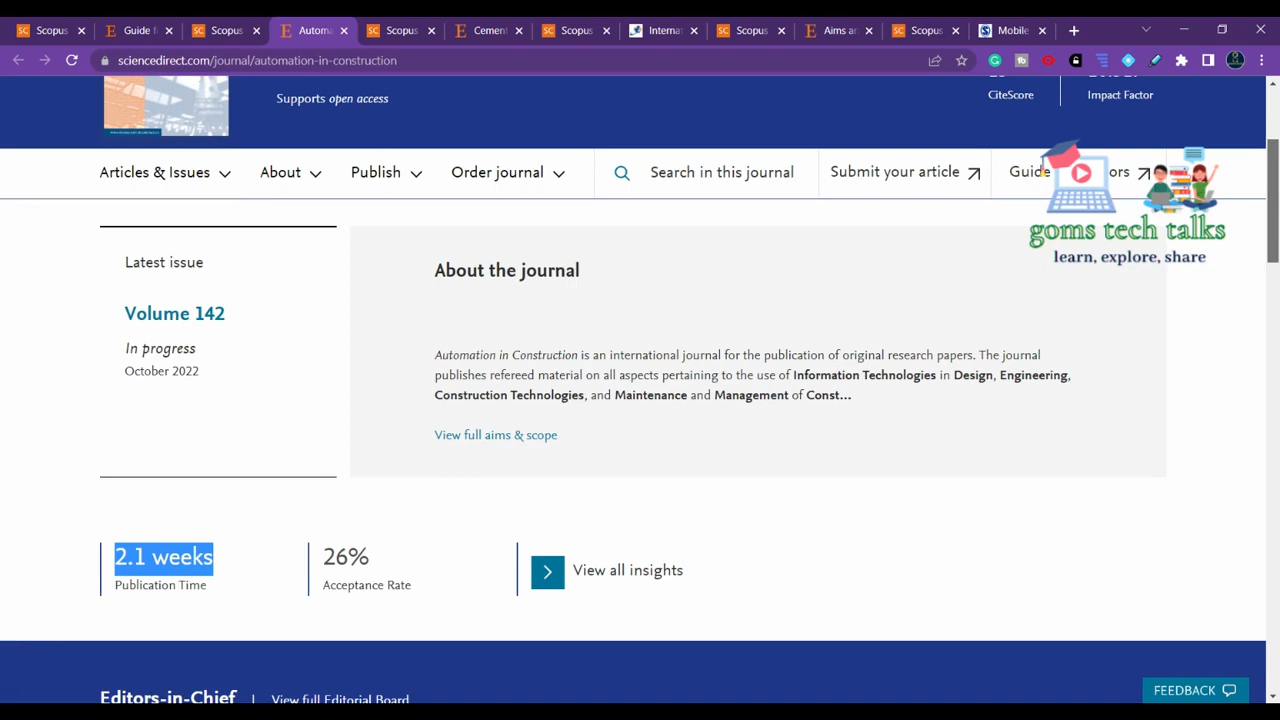 Scopus
Guide
Scopus
Automa
Scopus
Cement
Scopus
Interna
Scopus
Aims an
Scopus
Mobile
sciencedirect.com/journal/automation-in-construction
Supports open access
CiteScore
Impact Factor
Articles & Issues
About
Publish
Order journal
Search in this journal
Submit your article
Guide
ors
goms tech talks
learn, explore, share
Latest issue
Volume 142
In progress
October 2022
About the journal
Automation in Construction is an international journal for the publication of original research papers. The journal
publishes refereed material on all aspects pertaining to the use of Information Technologies in Design, Engineering,
Construction Technologies, and Maintenance and Management of Const...
View full aims & scope
2.1 weeks
Publication Time
26%
Acceptance Rate
View all insights
Editors-in-Chief | View full Editorial Board
FEEDBACK